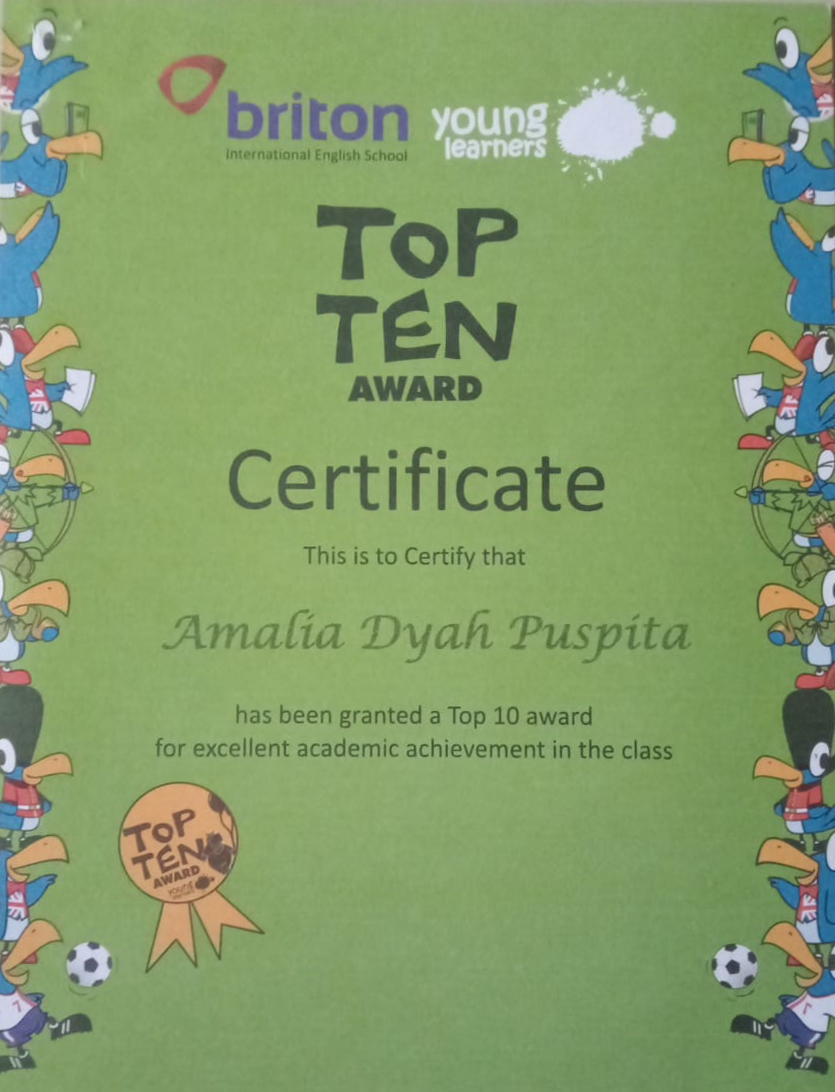 briton
International English School
young
learners
TOP
TEN
AWARD
Certificate
This is to Certify that
Amalia Dyah Puspita
has been granted a Top 10 award
for excellent academic achievement in the class
TOP
TEN
AWARD
young
learners
7